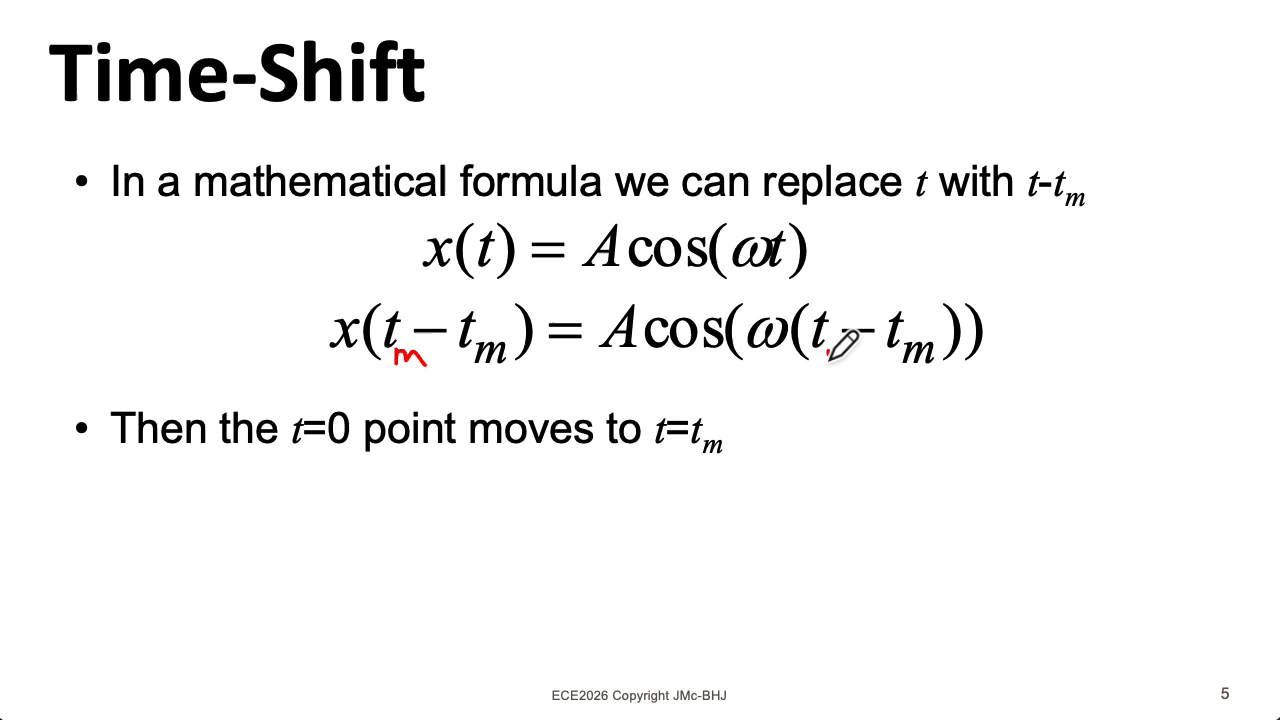 Time-Shift
• In a mathematical formula we can replace t with t-tₘ
x(t) = A cos(ωt)
x(tₘ − tₘ) = A cos(ω(t − tₘ))
• Then the t=0 point moves to t=tₘ
ECE2026 Copyright JMc-BHJ
5